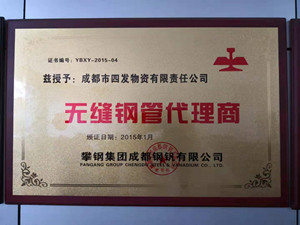 证书编号：YBXY-2015-04
兹授予：成都市四发物资有限责任公司
无缝钢管代理商
颁证日期：2015年1月
攀钢集团成都钢钒有限公司
PANGANG GROUP CHENGDU STEEL & VANADIUM CO., LTD.